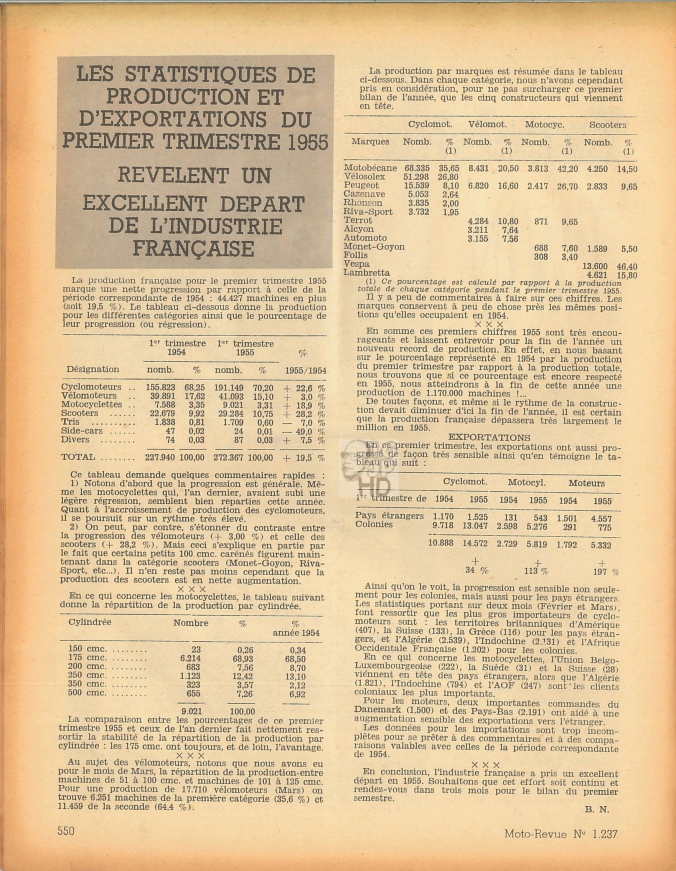 LES STATISTIQUES DE
PRODUCTION ET
D'EXPORTATIONS DU
PREMIER TRIMESTRE 1955
REVELENT UN
EXCELLENT DEPART
DE L'INDUSTRIE
FRANÇAISE
La production française pour le premier trimestre 1955
marque une nette progression par rapport à celle de la
période correspondante de 1954 : 44.427 machines en plus
(soit 19,5 %). Le tableau ci-dessous donne la production
pour les différentes catégories ainsi que le pourcentage de
leur progression (ou régression).
1er trimestre 1er trimestre
1954 1955 %
Désignation nomb. % nomb. % 1955/1954
Cyclomoteurs .. 155.823 68,25 191.149 70,20 + 22,6 %
Vélomoteurs .. 39.891 17,62 41.093 15,10 + 3,0 %
Motocyclettes .. 7.588 3,35 9.021 3,31 + 18,9 %
Scooters ...... 22.679 9,92 29.284 10,75 + 28,2 %
Tris .......... 1.838 0,81 1.709 0,60 — 7,0 %
Side-cars ...... 47 0,02 24 0,01 — 49,0 %
Divers ....... 74 0,03 87 0,03 + 7,5 %
TOTAL ........ 227.940 100,00 272.367 100,00 + 19,5 %
Ce tableau demande quelques commentaires rapides :
1) Notons d'abord que la progression est générale. Mê-
me les motocyclettes qui, l'an dernier, avaient subi une
légère régression, semblent bien reparties cette année.
Quant à l'accroissement de production des cyclomoteurs,
il se poursuit sur un rythme très élevé.
2) On peut, par contre, s'étonner du contraste entre
la progression des vélomoteurs (+ 3,00 %) et celle des
scooters (+ 28,2 %). Mais ceci s'explique en partie par
le fait que certains petits 100 cmc. carénés figurent main-
tenant dans la catégorie scooters (Monet-Goyon, Riva-
Sport, etc...). Il n'en reste pas moins cependant que la
production des scooters est en nette augmentation.
× × ×
En ce qui concerne les motocyclettes, le tableau suivant
donne la répartition de la production par cylindrée.
Cylindrée Nombre % %
année 1954
150 cmc. ........ 23 0,26 0,34
175 cmc. ........ 6.214 68,93 68,50
200 cmc. ........ 683 7,56 8,70
250 cmc. ........ 1.123 12,42 13,10
350 cmc. ........ 323 3,57 2,12
500 cmc. ........ 655 7,26 6,92
9.021 100,00
La comparaison entre les pourcentages de ce premier
trimestre 1955 et ceux de l'an dernier fait nettement res-
sortir la stabilité de la répartition de la production par
cylindrée : les 175 cmc. ont toujours, et de loin, l'avantage.
× × ×
Au sujet des vélomoteurs, notons que nous avons eu
pour le mois de Mars, la répartition de la production entre
machines de 51 à 100 cmc. et machines de 101 à 125 cmc.
Pour une production de 17.710 vélomoteurs (Mars) on
trouve 6.251 machines de la première catégorie (35,6 %) et
11.459 de la seconde (64,4 %).
La production par marques est résumée dans le tableau
ci-dessous. Dans chaque catégorie, nous n'avons cependant
pris en considération, pour ne pas surcharger ce premier
bilan de l'année, que les cinq constructeurs qui viennent
en tête.
Cyclomot. Vélomot. Motocyc. Scooters
Marques Nomb. % Nomb. % Nomb. % Nomb. %
(1) (1) (1) (1)
Motobécane 68.335 35,65 8.431 20,50 3.813 42,20 4.250 14,50
Vélosolex 51.298 26,80
Peugeot 15.539 8,10 6.820 16,60 2.417 26,70 2.833 9,65
Cazenave 5.053 2,64
Rhonson 3.835 2,00
Riva-Sport 3.732 1,95
Terrot 4.284 10,80 871 9,65
Alcyon 3.211 7,64
Automoto 3.155 7,56
Monet-Goyon 688 7,60 1.589 5,50
Follis 308 3,40
Vespa 13.600 46,40
Lambretta 4.621 15,80
(1) Ce pourcentage est calculé par rapport à la production
totale de chaque catégorie pendant le premier trimestre 1955.
Il y a peu de commentaires à faire sur ces chiffres. Les
marques conservent à peu de chose près les mêmes posi-
tions qu'elles occupaient en 1954.
× × ×
En somme ces premiers chiffres 1955 sont très encou-
rageants et laissent entrevoir pour la fin de l'année un
nouveau record de production. En effet, en nous basant
sur le pourcentage représenté en 1954 par la production
du premier trimestre par rapport à la production totale,
nous trouvons que si ce pourcentage est encore respecté
en 1955, nous atteindrons à la fin de cette année une
production de 1.170.000 machines !...
De toutes façons, et même si le rythme de la construc-
tion devait diminuer d'ici la fin de l'année, il est certain
que la production française dépassera très largement le
million en 1955.
EXPORTATIONS
En ce premier trimestre, les exportations ont aussi pro-
gressé de façon très sensible ainsi qu'en témoigne le ta-
bleau qui suit :
Cyclomot. Motocyl. Moteurs
1er trimestre de 1954 1955 1954 1955 1954 1955
Pays étrangers 1.170 1.525 131 543 1.501 4.557
Colonies 9.718 13.047 2.598 5.276 291 775
10.888 14.572 2.729 5.819 1.792 5.332
+ + +
34 % 113 % 197 %
Ainsi qu'on le voit, la progression est sensible non seule-
ment pour les colonies, mais aussi pour les pays étrangers.
Les statistiques portant sur deux mois (Février et Mars),
font ressortir que les plus gros importateurs de cyclo-
moteurs sont : les territoires britanniques d'Amérique
(407), la Suisse (133), la Grèce (116) pour les pays étran-
gers, et l'Algérie (2.539), l'Indochine (2.131) et l'Afrique
Occidentale Française (1.202) pour les colonies.
En ce qui concerne les motocyclettes, l'Union Belgo-
Luxembourgeoise (222), la Suède (31) et la Suisse (28)
viennent en tête des pays étrangers, alors que l'Algérie
(1.821), l'Indochine (794) et l'AOF (247) sont les clients
coloniaux les plus importants.
Pour les moteurs, deux importantes commandes du
Danemark (1.500) et des Pays-Bas (2.191) ont aidé à une
augmentation sensible des exportations vers l'étranger.
Les données pour les importations sont trop incom-
plètes pour se prêter à des commentaires et à des compa-
raisons valables avec celles de la période correspondante
de 1954.
× × ×
En conclusion, l'industrie française a pris un excellent
départ en 1955. Souhaitons que cet effort soit continu et
rendez-vous dans trois mois pour le bilan du premier
semestre.
B. N.
550
Moto-Revue No 1.237